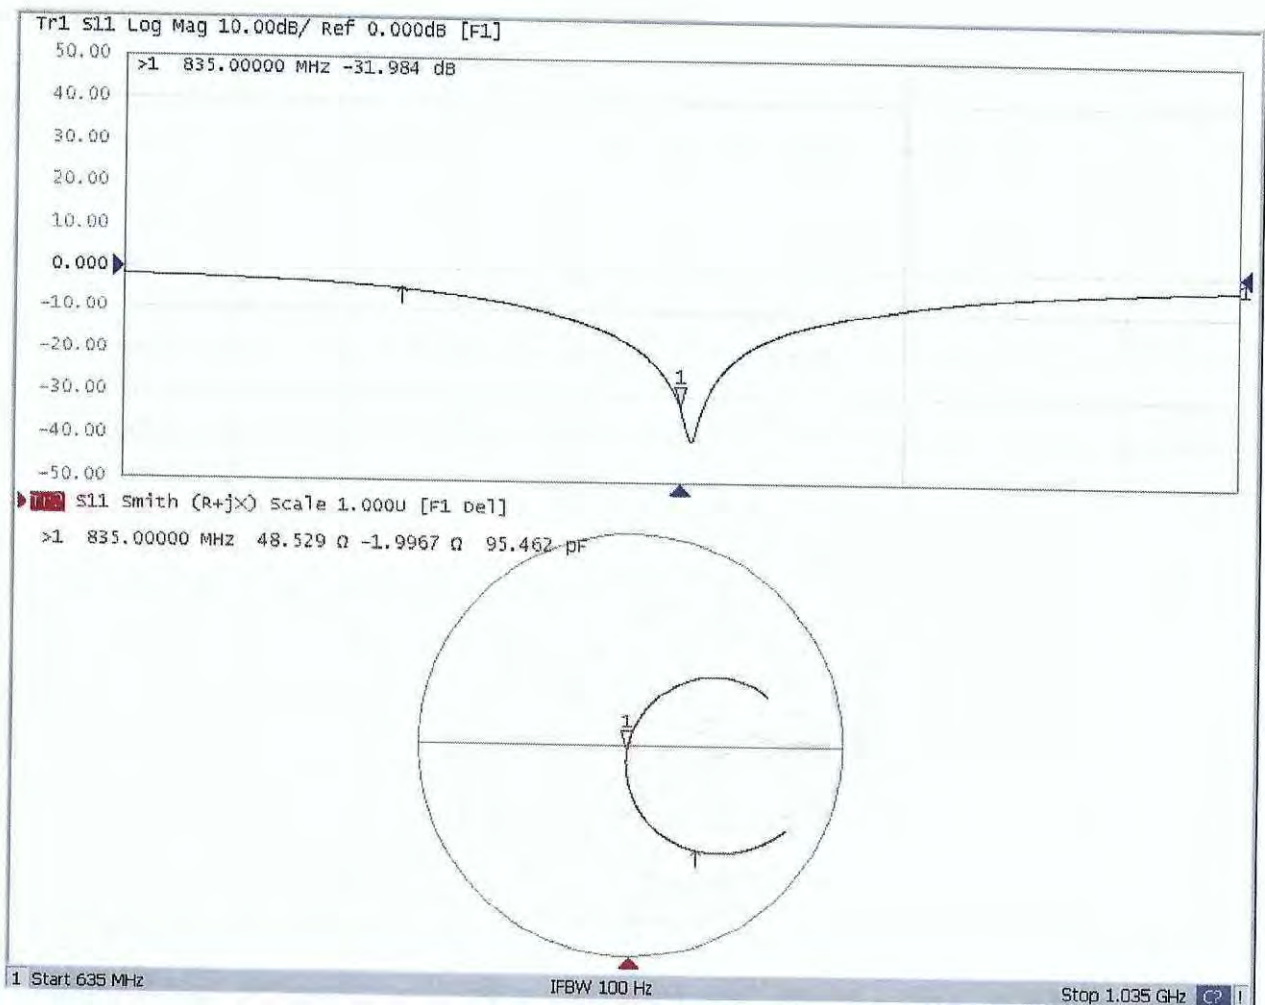 Tr1 S11 Log Mag 10.00dB/ Ref 0.000dB [F1]
50.00
>1 835.00000 MHz -31.984 dB
40.00
30.00
20.00
10.00
0.000
-10.00
-20.00
-30.00
-40.00
-50.00
1
1
S11 Smith (R+jX) Scale 1.000U [F1 Del]
>1 835.00000 MHz 48.529 Ω -1.9967 Ω 95.462 pF
1
1 Start 635 MHz
IFBW 100 Hz
Stop 1.035 GHz C?